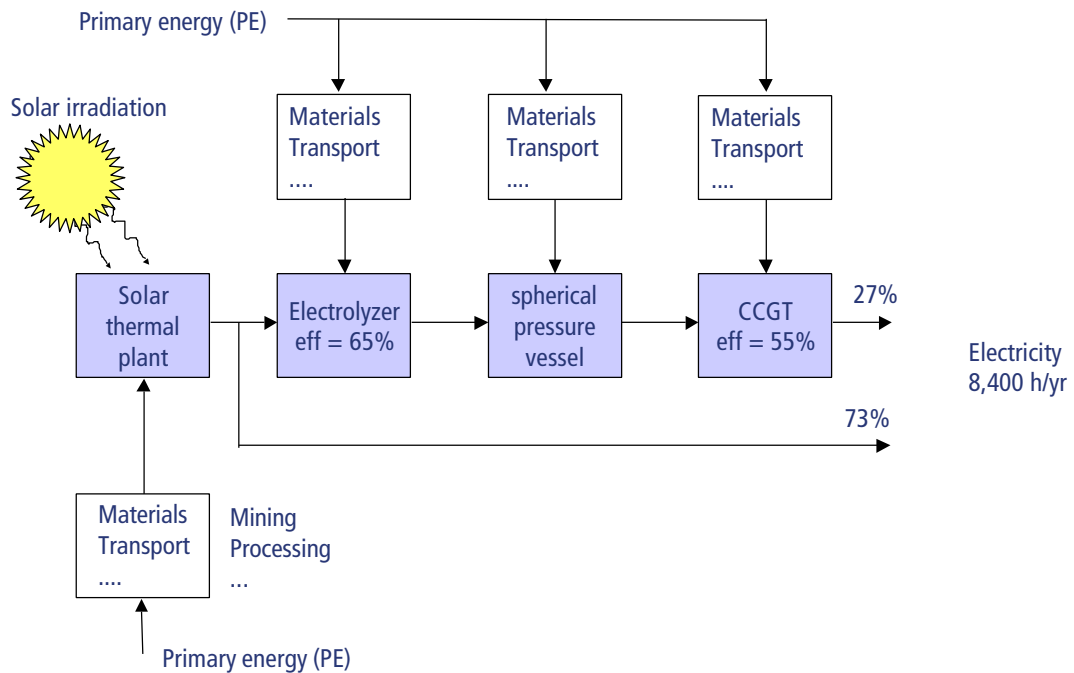 Primary energy (PE)
Solar irradiation
Materials
Transport
....
Materials
Transport
....
Materials
Transport
....
Solar
thermal
plant
Electrolyzer
eff = 65%
spherical
pressure
vessel
CCGT
eff = 55%
27%
Electricity
8,400 h/yr
73%
Materials
Transport
....
Mining
Processing
...
Primary energy (PE)